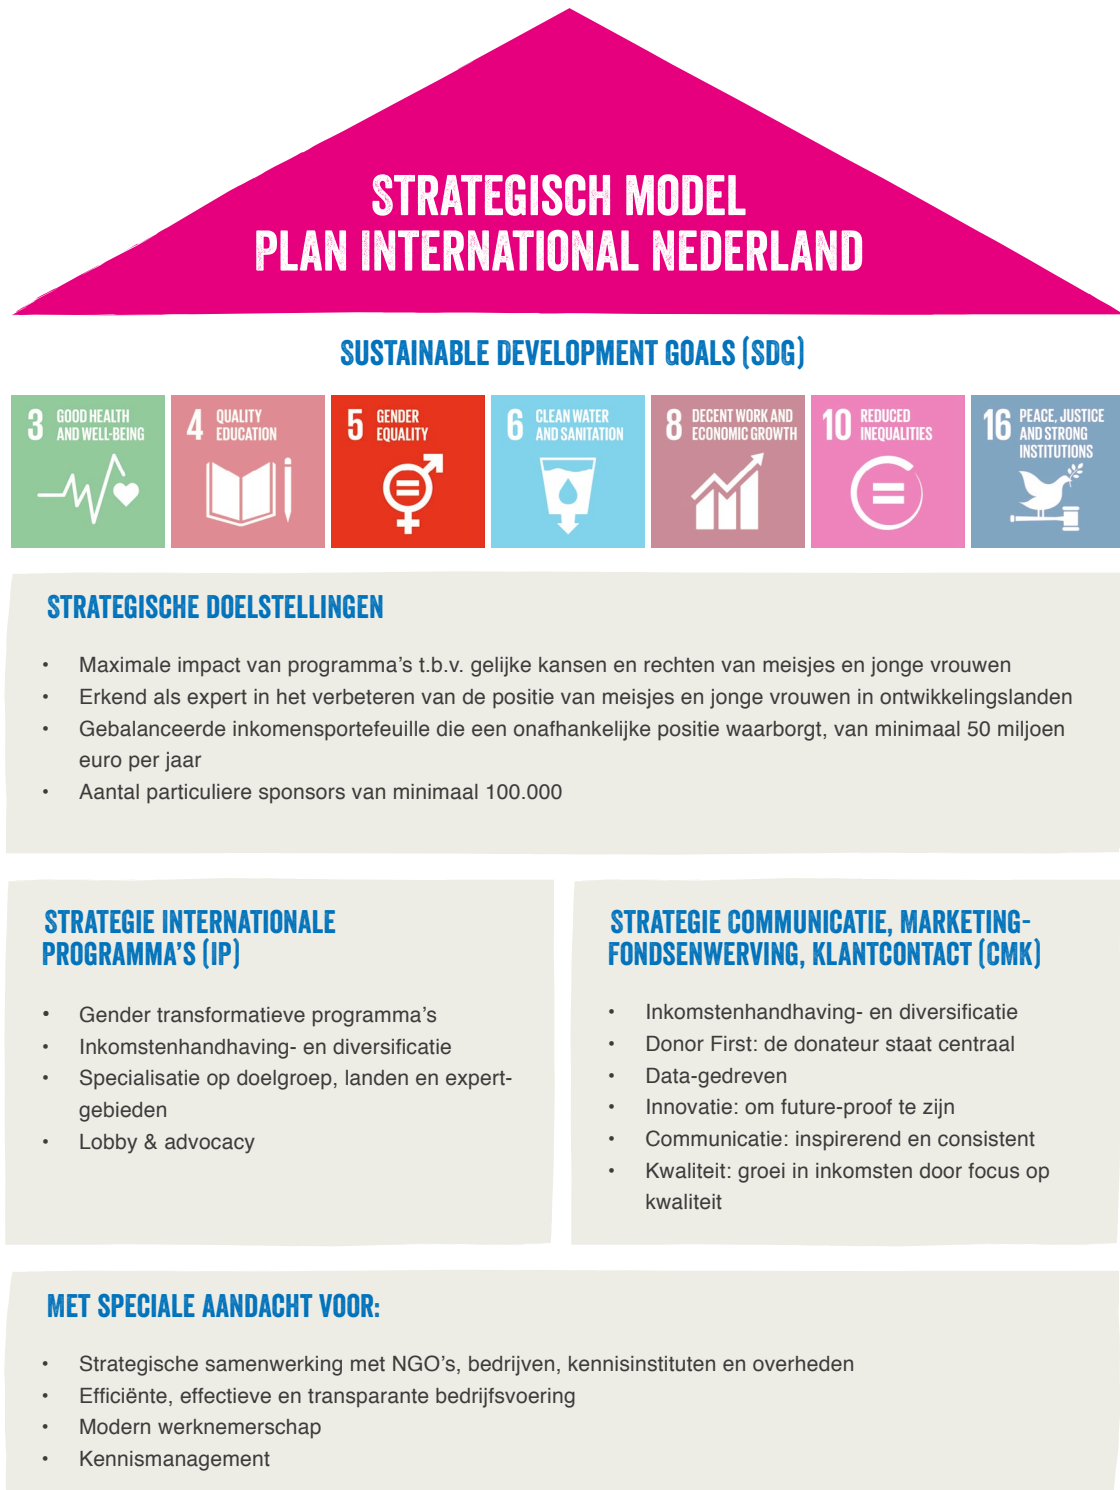 STRATEGISCH MODEL
PLAN INTERNATIONAL NEDERLAND
SUSTAINABLE DEVELOPMENT GOALS (SDG)
3 GOOD HEALTH
AND WELL-BEING
4 QUALITY
EDUCATION
5 GENDER
EQUALITY
6 CLEAN WATER
AND SANITATION
8 DECENT WORK AND
ECONOMIC GROWTH
10 REDUCED
INEQUALITIES
16 PEACE, JUSTICE
AND STRONG
INSTITUTIONS
STRATEGISCHE DOELSTELLINGEN
• Maximale impact van programma's t.b.v. gelijke kansen en rechten van meisjes en jonge vrouwen
• Erkend als expert in het verbeteren van de positie van meisjes en jonge vrouwen in ontwikkelingslanden
• Gebalanceerde inkomensportefeuille die een onafhankelijke positie waarborgt, van minimaal 50 miljoen
euro per jaar
• Aantal particuliere sponsors van minimaal 100.000
STRATEGIE INTERNATIONALE
PROGRAMMA'S (IP)
• Gender transformatieve programma's
• Inkomstenhandhaving- en diversificatie
• Specialisatie op doelgroep, landen en expert-
gebieden
• Lobby & advocacy
STRATEGIE COMMUNICATIE, MARKETING-
FONDSENWERVING, KLANTCONTACT (CMK)
• Inkomstenhandhaving- en diversificatie
• Donor First: de donateur staat centraal
• Data-gedreven
• Innovatie: om future-proof te zijn
• Communicatie: inspirerend en consistent
• Kwaliteit: groei in inkomsten door focus op
kwaliteit
MET SPECIALE AANDACHT VOOR:
• Strategische samenwerking met NGO's, bedrijven, kennisinstituten en overheden
• Efficiënte, effectieve en transparante bedrijfsvoering
• Modern werknemerschap
• Kennismanagement